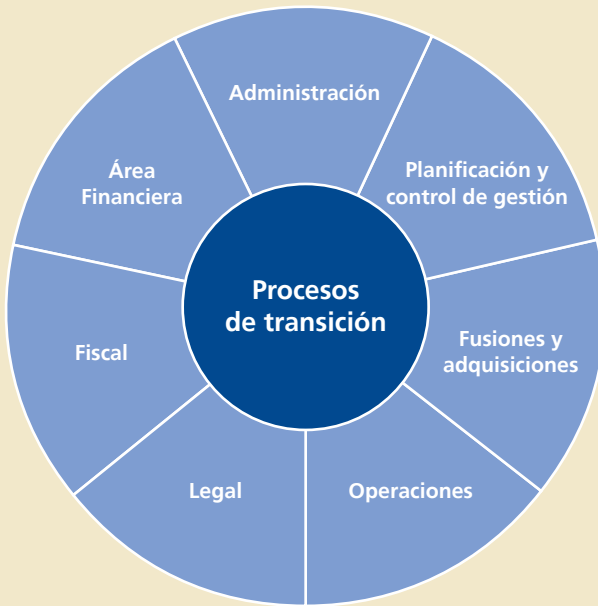 Administración
Planificación y
control de gestión
Fusiones y
adquisiciones
Operaciones
Legal
Fiscal
Área
Financiera
Procesos
de transición